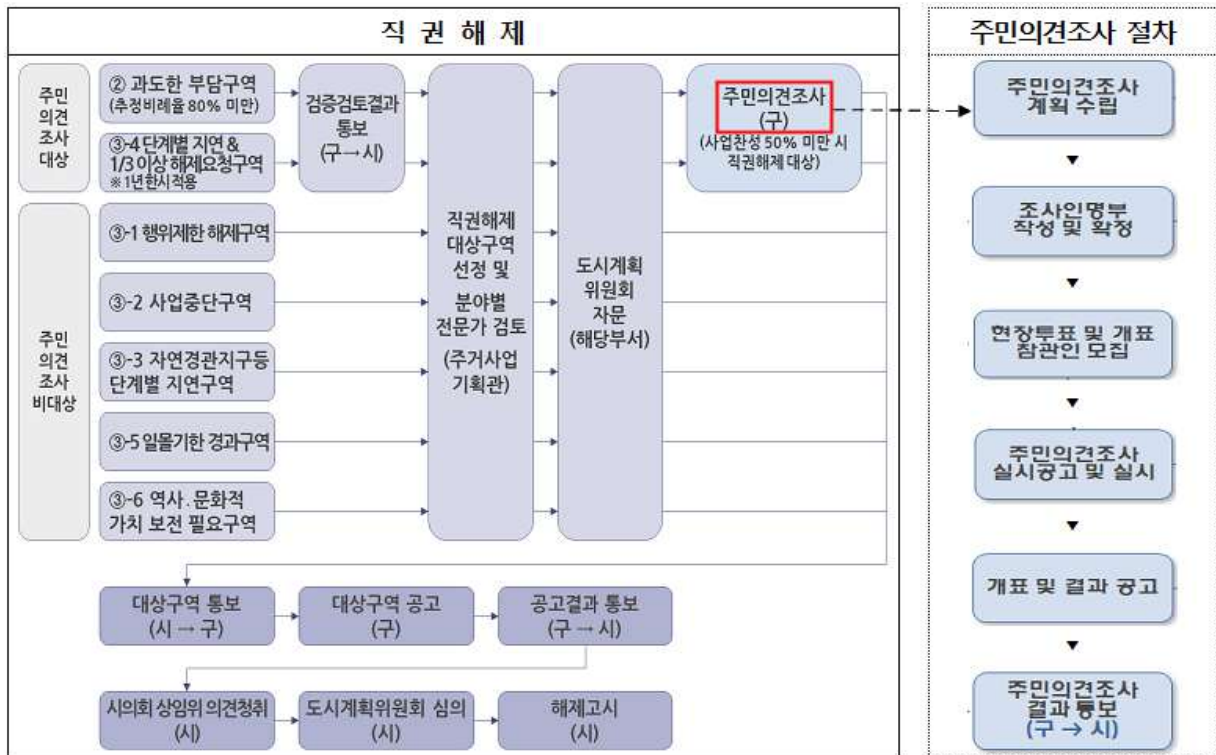 직 권 해 제
주민
의견
조사
대상
② 과도한 부담구역
(추정비례율 80% 미만)
③-4 단계별 지연 &
1/3 이상 해제요청구역
※ 1년한시적용
검증검토결과
통보
(구→시)
주민
의견
조사
비대상
③-1 행위제한 해제구역
③-2 사업중단구역
③-3 자연경관지구등
단계별 지연구역
③-5 일몰기한 경과구역
③-6 역사.문화적
가치 보전 필요구역
직권해제
대상구역
선정 및
분야별
전문가 검토
(주거사업
기획관)
도시계획
위원회
자문
(해당부서)
주민의견조사
(구)
(사업찬성 50% 미만 시
직권해제 대상)
대상구역 통보
(시 → 구)
대상구역 공고
(구)
공고결과 통보
(구 → 시)
시의회 상임위 의견청취
(시)
도시계획위원회 심의
(시)
해제고시
(시)
주민의견조사 절차
주민의견조사
계획 수립
조사인명부
작성 및 확정
현장투표 및 개표
참관인 모집
주민의견조사
실시공고 및 실시
개표 및 결과 공고
주민의견조사
결과 통보
(구 → 시)